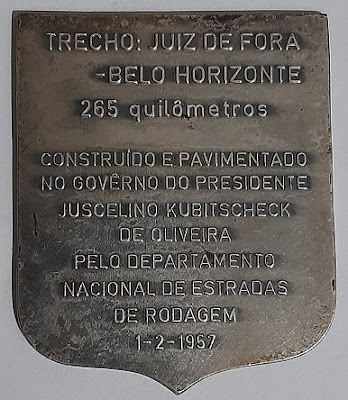 TRECHO: JUIZ DE FORA
-BELO HORIZONTE
265 quilômetros
CONSTRUÍDO E PAVIMENTADO
NO GOVÊRNO DO PRESIDENTE
JUSCELINO KUBITSCHECK
DE OLIVEIRA
PELO DEPARTAMENTO
NACIONAL DE ESTRADAS
DE RODAGEM
1-2-1957